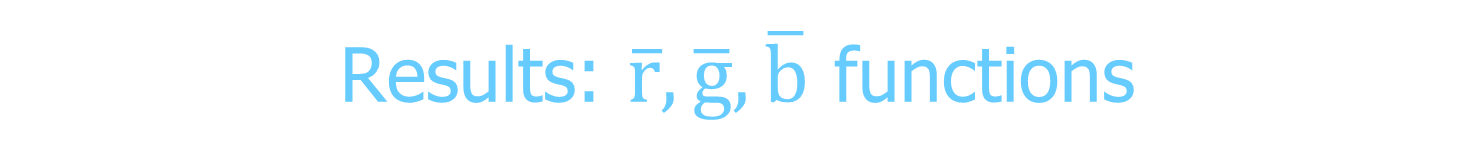 Results: r̅, g̅, b̅ functions